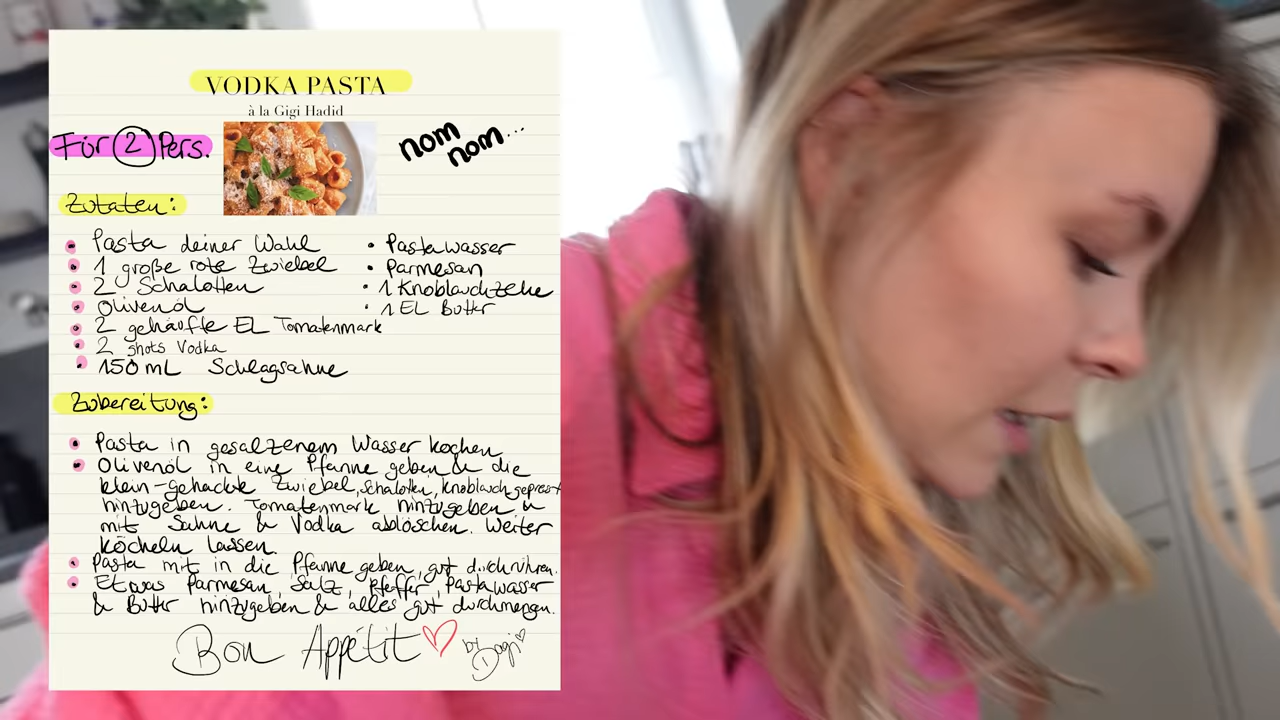 VODKA PASTA
à la Gigi Hadid
Für 2 Pers.
nom
nom...
Zutaten:
• Pasta deiner Wahl
• 1 große rote Zwiebel
• 2 Schalotten
• Olivenöl
• 2 gehäufte EL Tomatenmark
• 2 shots Vodka
• 150 mL Schlagsahne
• Pastawasser
• Parmesan
• 1 Knoblauchzehe
• 1 EL Butter
Zubereitung:
• Pasta in gesalzenem Wasser kochen
• Olivenöl in eine Pfanne geben & die
klein-gehackte Zwiebel, Schalotten, Knoblauch gepresst
hinzugeben. Tomatenmark hinzugeben &
mit Sahne & Vodka ablöschen. Weiter
köcheln lassen.
• Pasta mit in die Pfanne geben, gut durchrühren.
• Etwas Parmesan, Salz, Pfeffer, Pastawasser
& Butter hinzugeben & alles gut durchmengen.
Bon Appétit
by
Dagi